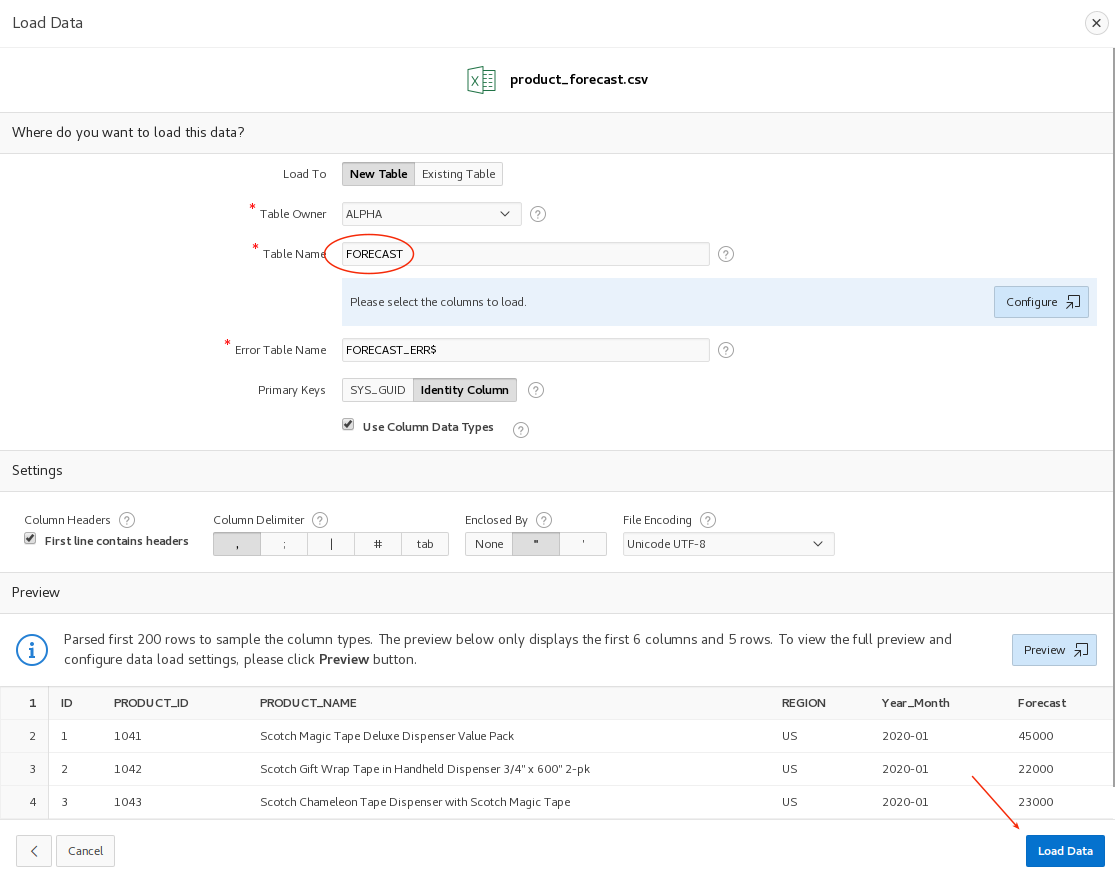 Load Data
product_forecast.csv
Where do you want to load this data?
Load To New Table Existing Table
* Table Owner ALPHA ?
* Table Name FORECAST ?
Please select the columns to load. Configure
* Error Table Name FORECAST_ERR$ ?
Primary Keys SYS_GUID Identity Column ?
Use Column Data Types ?
Settings
Column Headers ? Column Delimiter ? Enclosed By ? File Encoding ?
First line contains headers , ; | # tab None " ' Unicode UTF-8
Preview
Parsed first 200 rows to sample the column types. The preview below only displays the first 6 columns and 5 rows. To view the full preview and
configure data load settings, please click Preview button.
Preview
1 ID PRODUCT_ID PRODUCT_NAME REGION Year_Month Forecast
2 1 1041 Scotch Magic Tape Deluxe Dispenser Value Pack US 2020-01 45000
3 2 1042 Scotch Gift Wrap Tape in Handheld Dispenser 3/4" x 600" 2-pk US 2020-01 22000
4 3 1043 Scotch Chameleon Tape Dispenser with Scotch Magic Tape US 2020-01 23000
Cancel Load Data